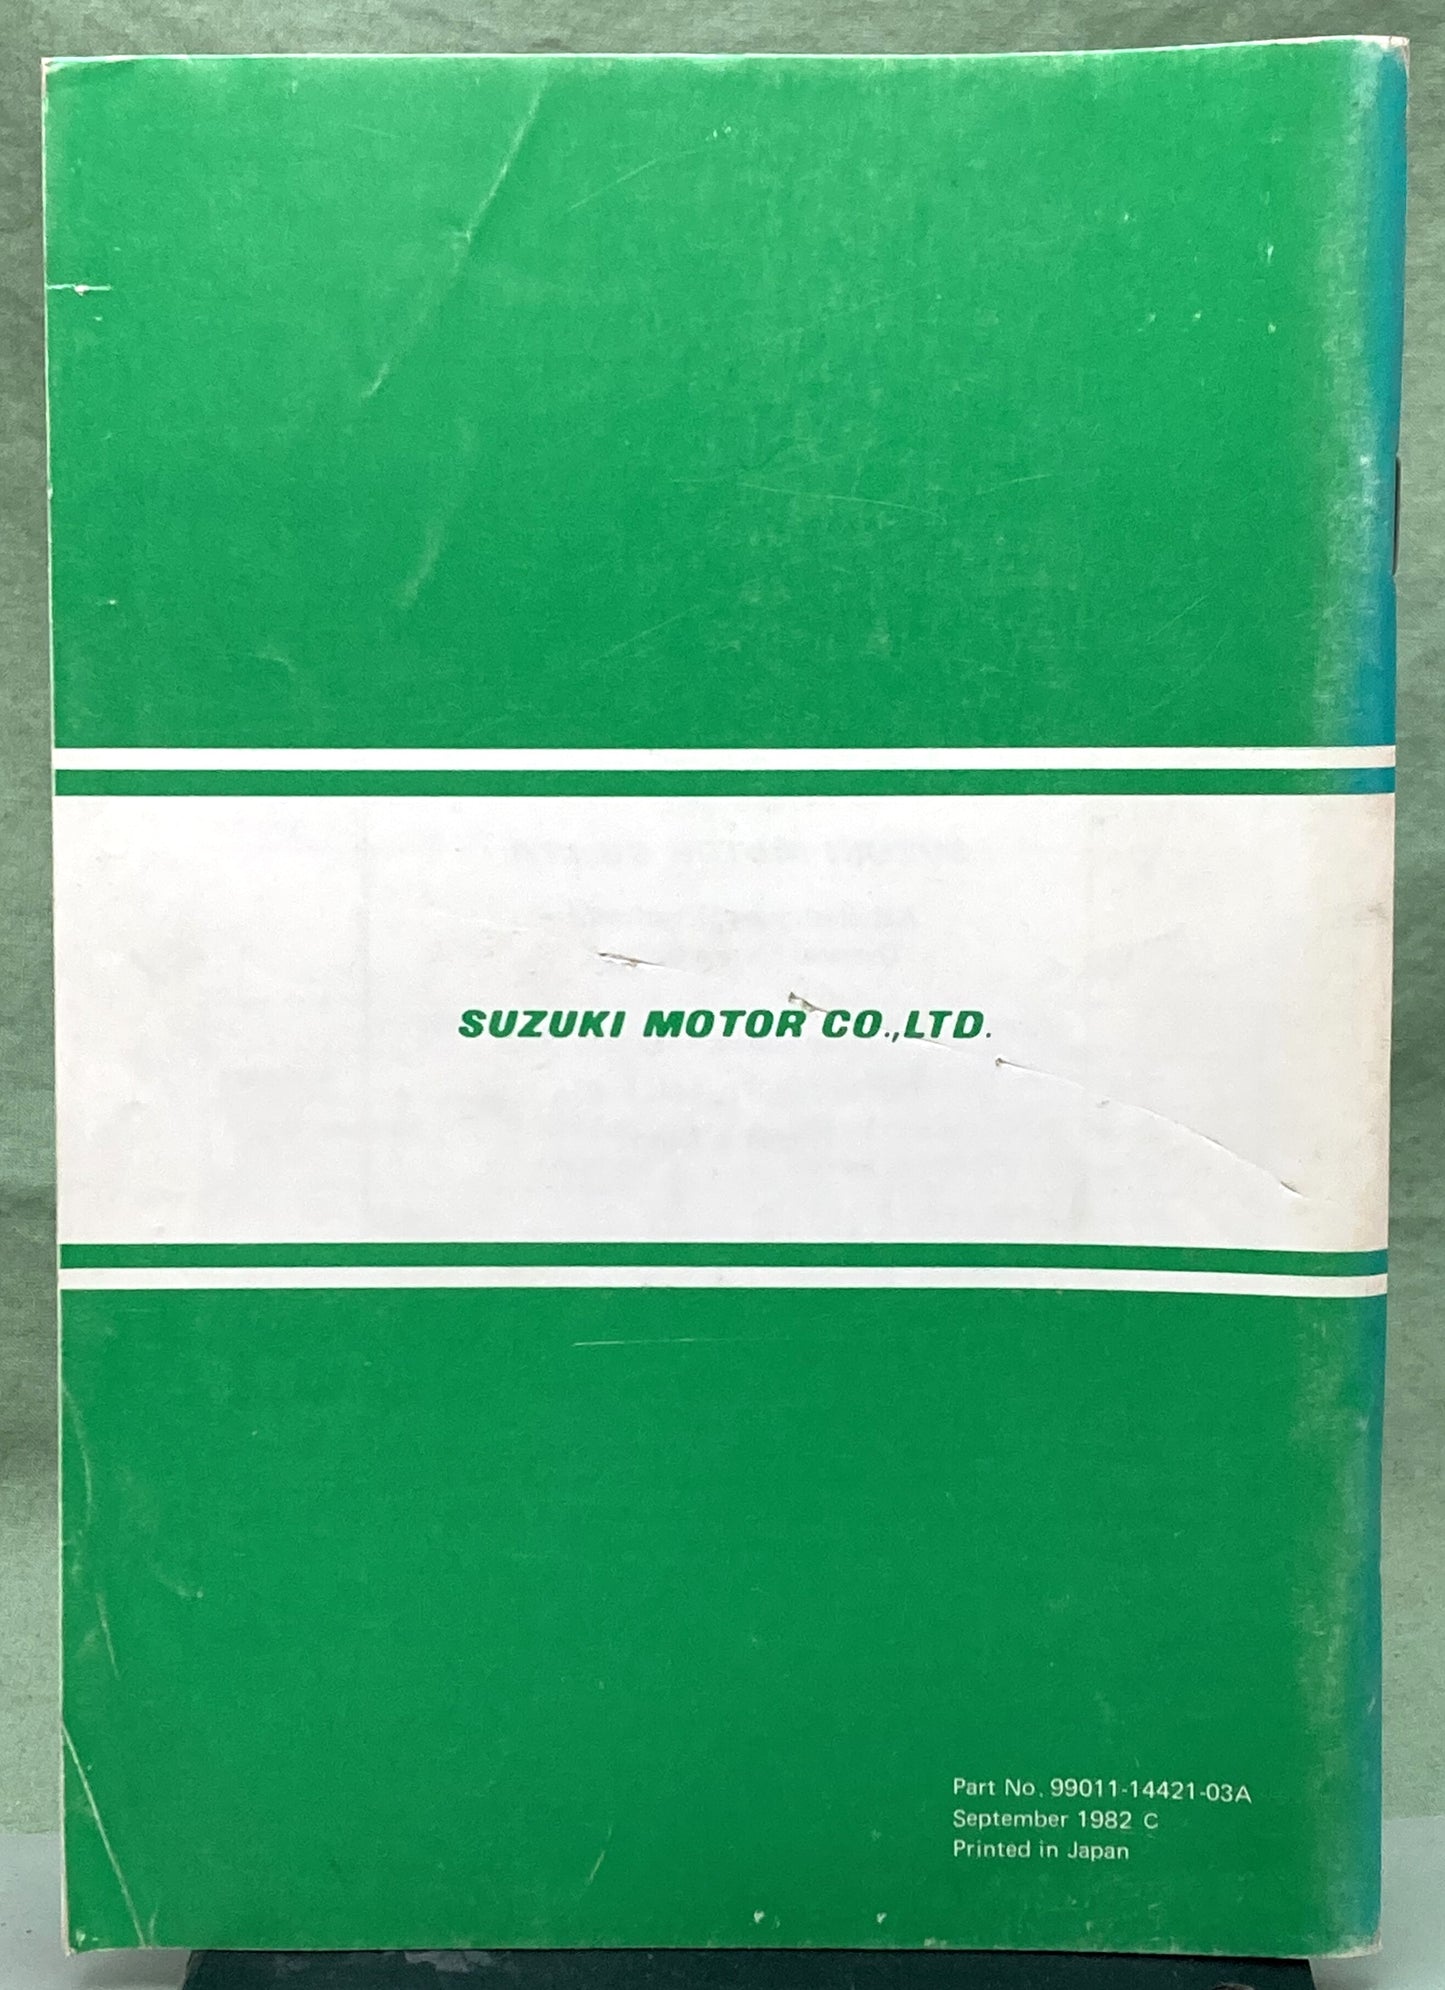 SUZUKI MOTOR CO.,LTD.
Part No. 99011-14421-03A
September 1982 C
Printed in Japan